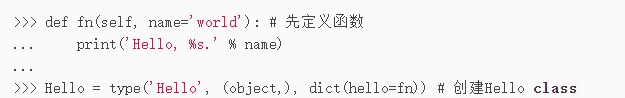 >>> def fn(self, name='world'): # 先定义函数
...     print('Hello, %s.' % name)
...
>>> Hello = type('Hello', (object,), dict(hello=fn)) # 创建Hello class